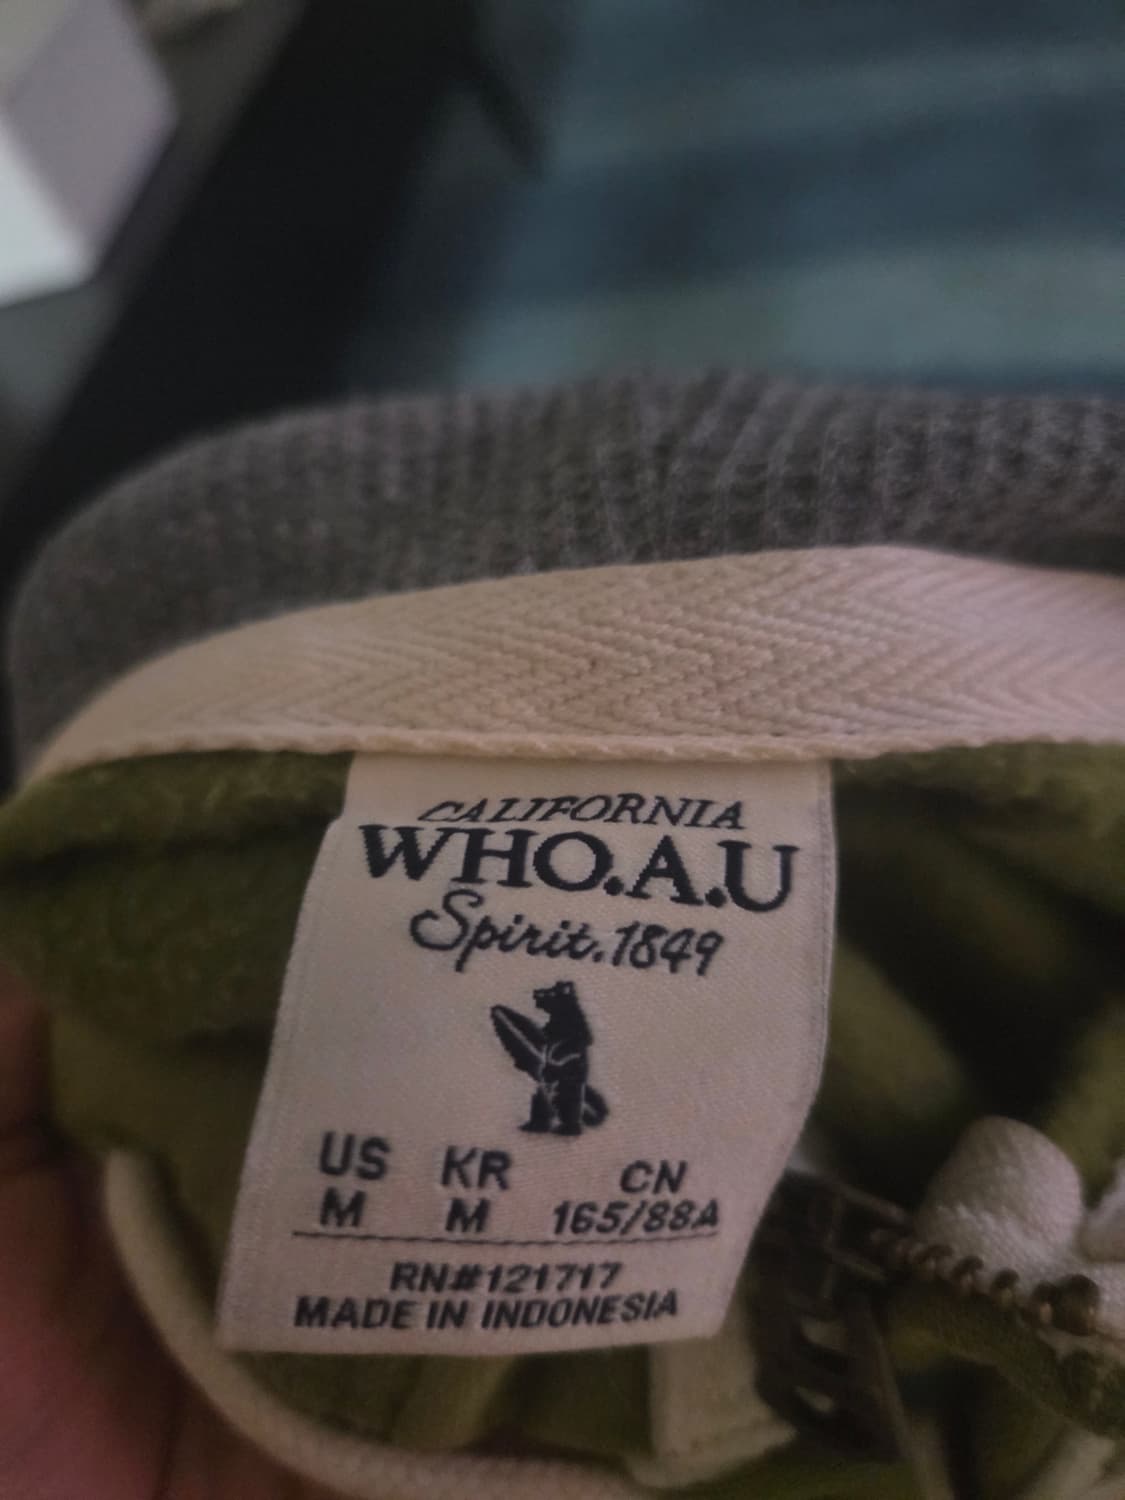 CALIFORNIA
WHO.A.U
Spirit.1849
US KR CN
M M 165/88A
RN#121717
MADE IN INDONESIA